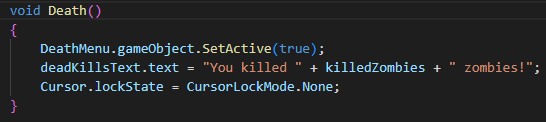 void Death()
{
    DeathMenu.gameObject.SetActive(true);
    deadKillsText.text = "You killed " + killedZombies + " zombies!";
    Cursor.lockState = CursorLockMode.None;
}